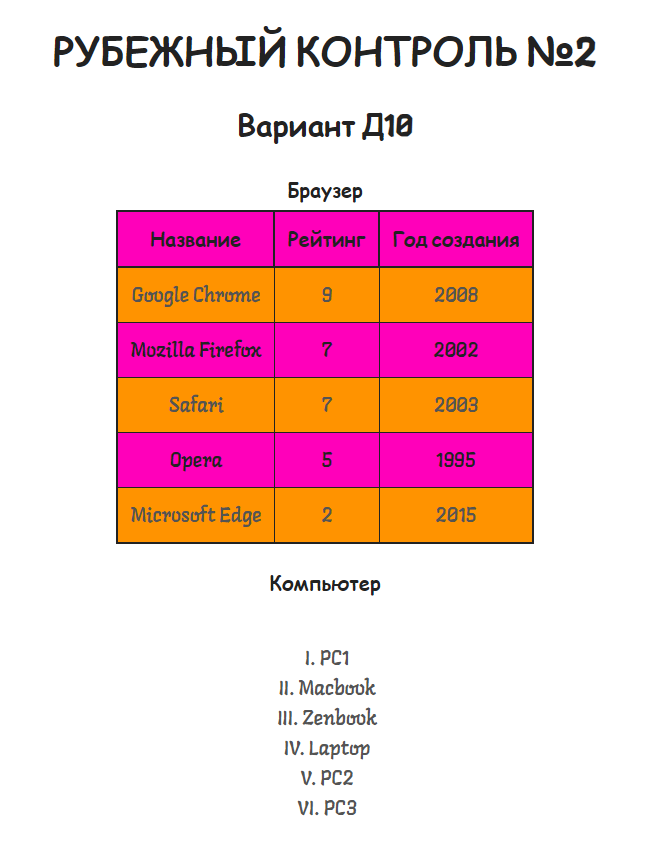 РУБЕЖНЫЙ КОНТРОЛЬ №2
Вариант Д10
Браузер
Название Рейтинг Год создания
Google Chrome 9 2008
Mozilla Firefox 7 2002
Safari 7 2003
Opera 5 1995
Microsoft Edge 2 2015
Компьютер
I. PC1
II. Macbook
III. Zenbook
IV. Laptop
V. PC2
VI. PC3